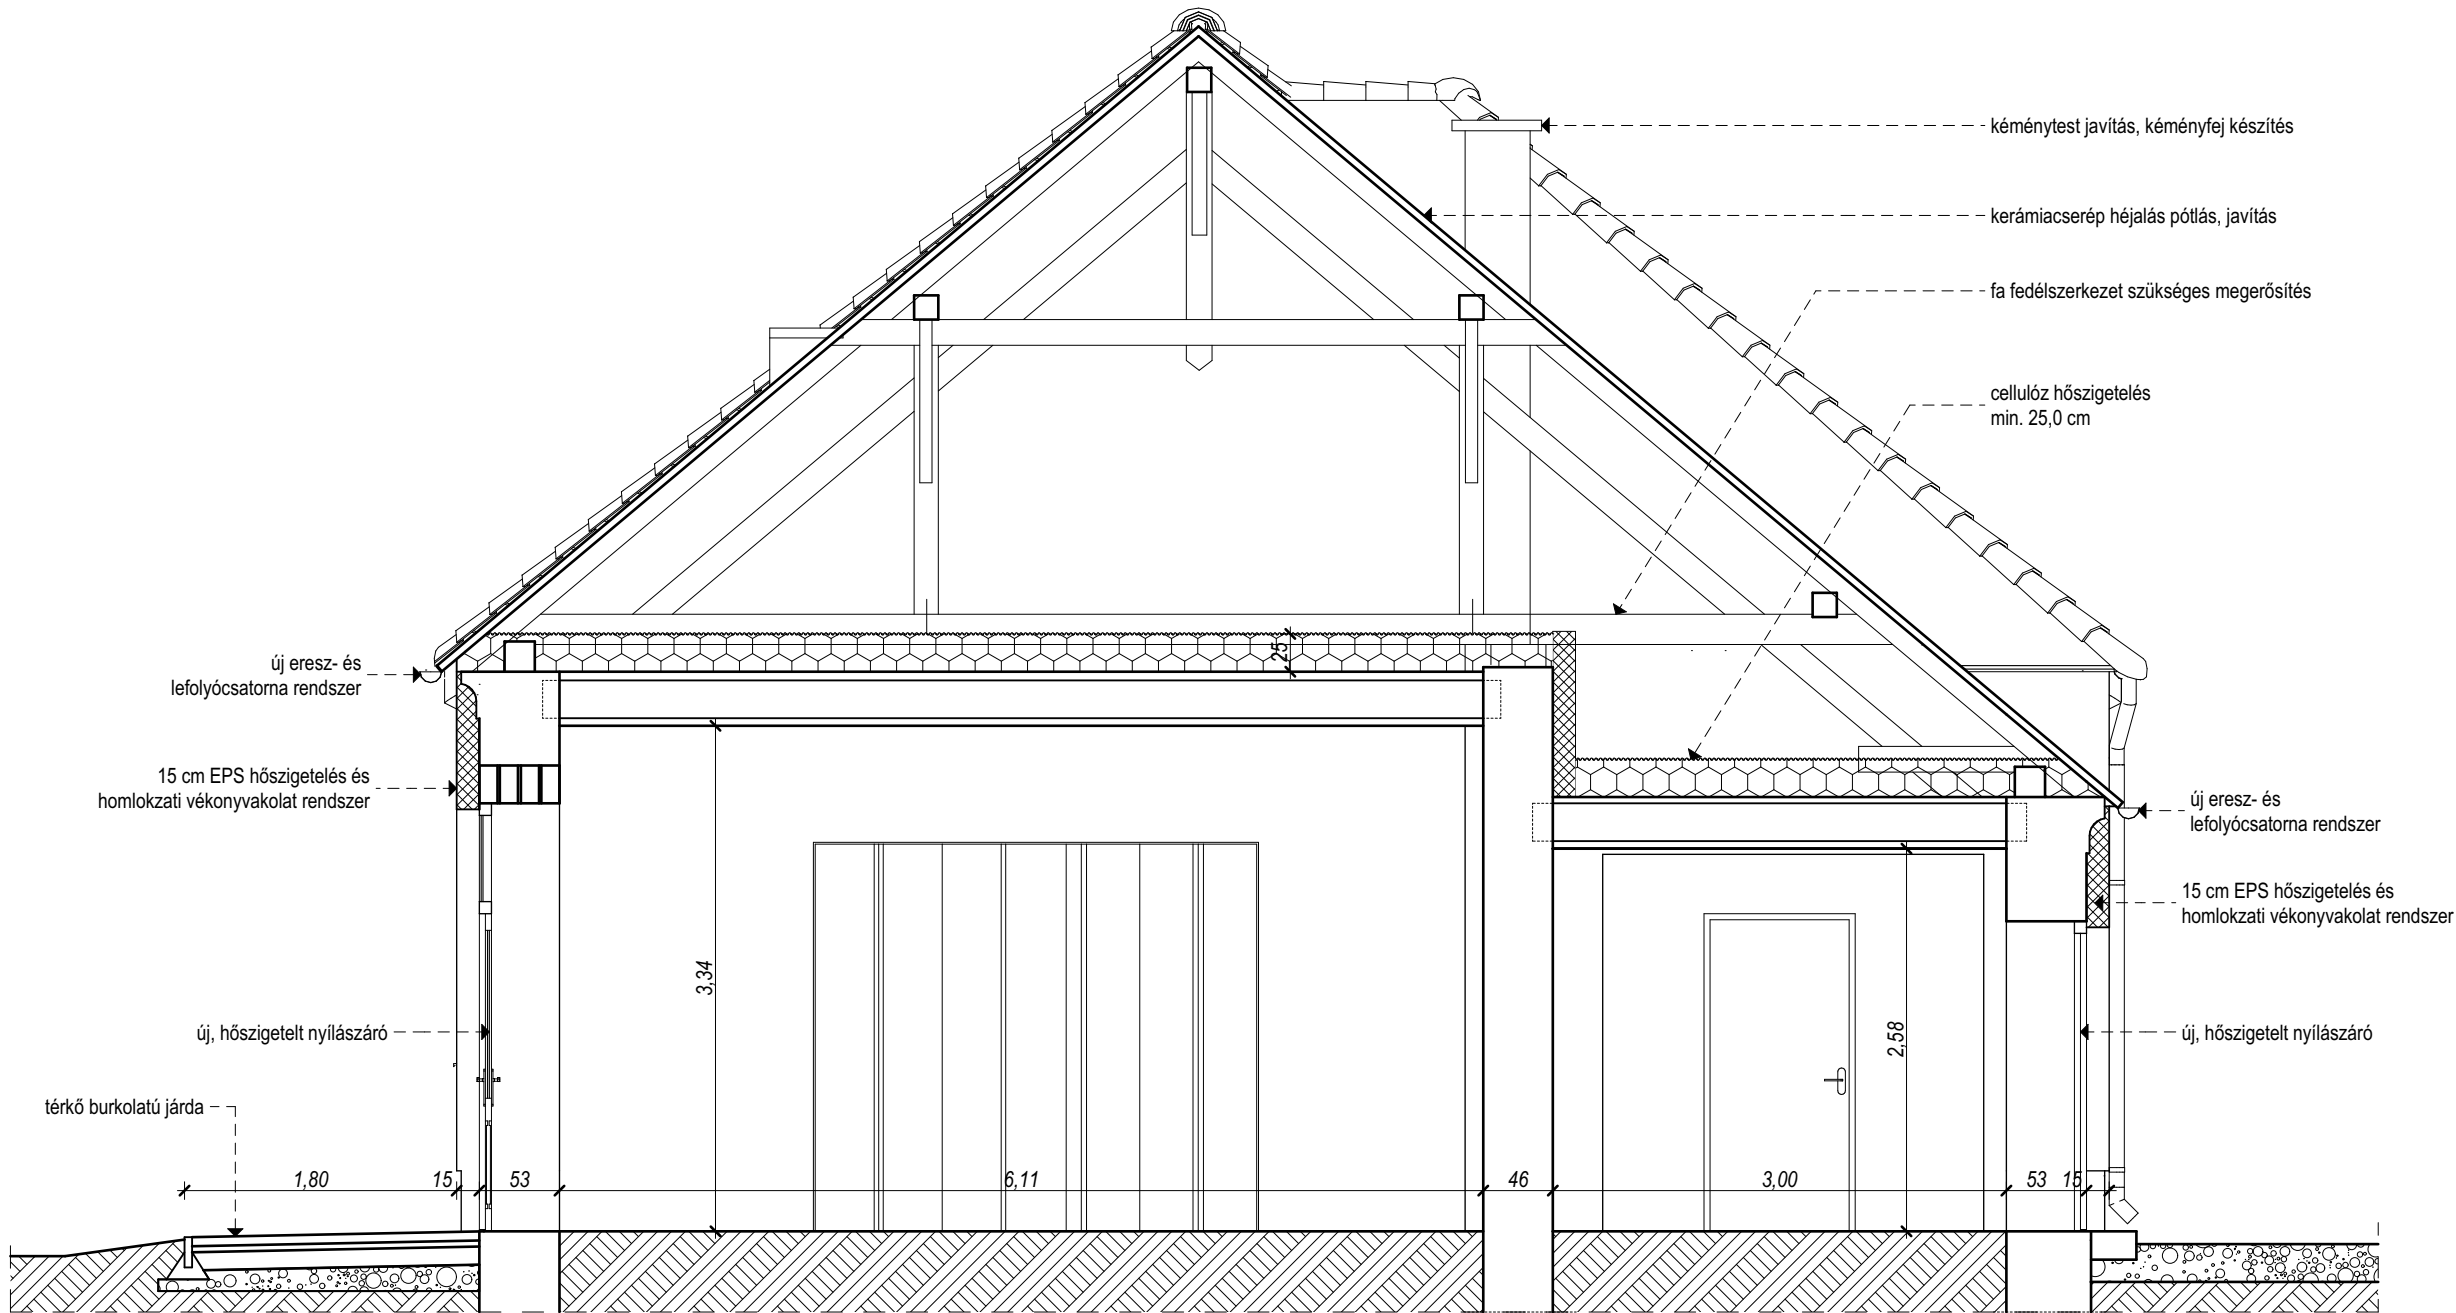 kéménytest javítás, kéményfej készítés
kerámiacserép héjalás pótlás, javítás
fa fedélszerkezet szükséges megerősítés
cellulóz hőszigetelés
min. 25,0 cm
25
új eresz- és
lefolyócsatorna rendszer
15 cm EPS hőszigetelés és
homlokzati vékonyvakolat rendszer
új eresz- és
lefolyócsatorna rendszer
15 cm EPS hőszigetelés és
homlokzati vékonyvakolat rendszer
3,34
2,58
új, hőszigetelt nyílászáró
új, hőszigetelt nyílászáró
térkő burkolatú járda
1,80 15 53 6,11 46 3,00 53 15